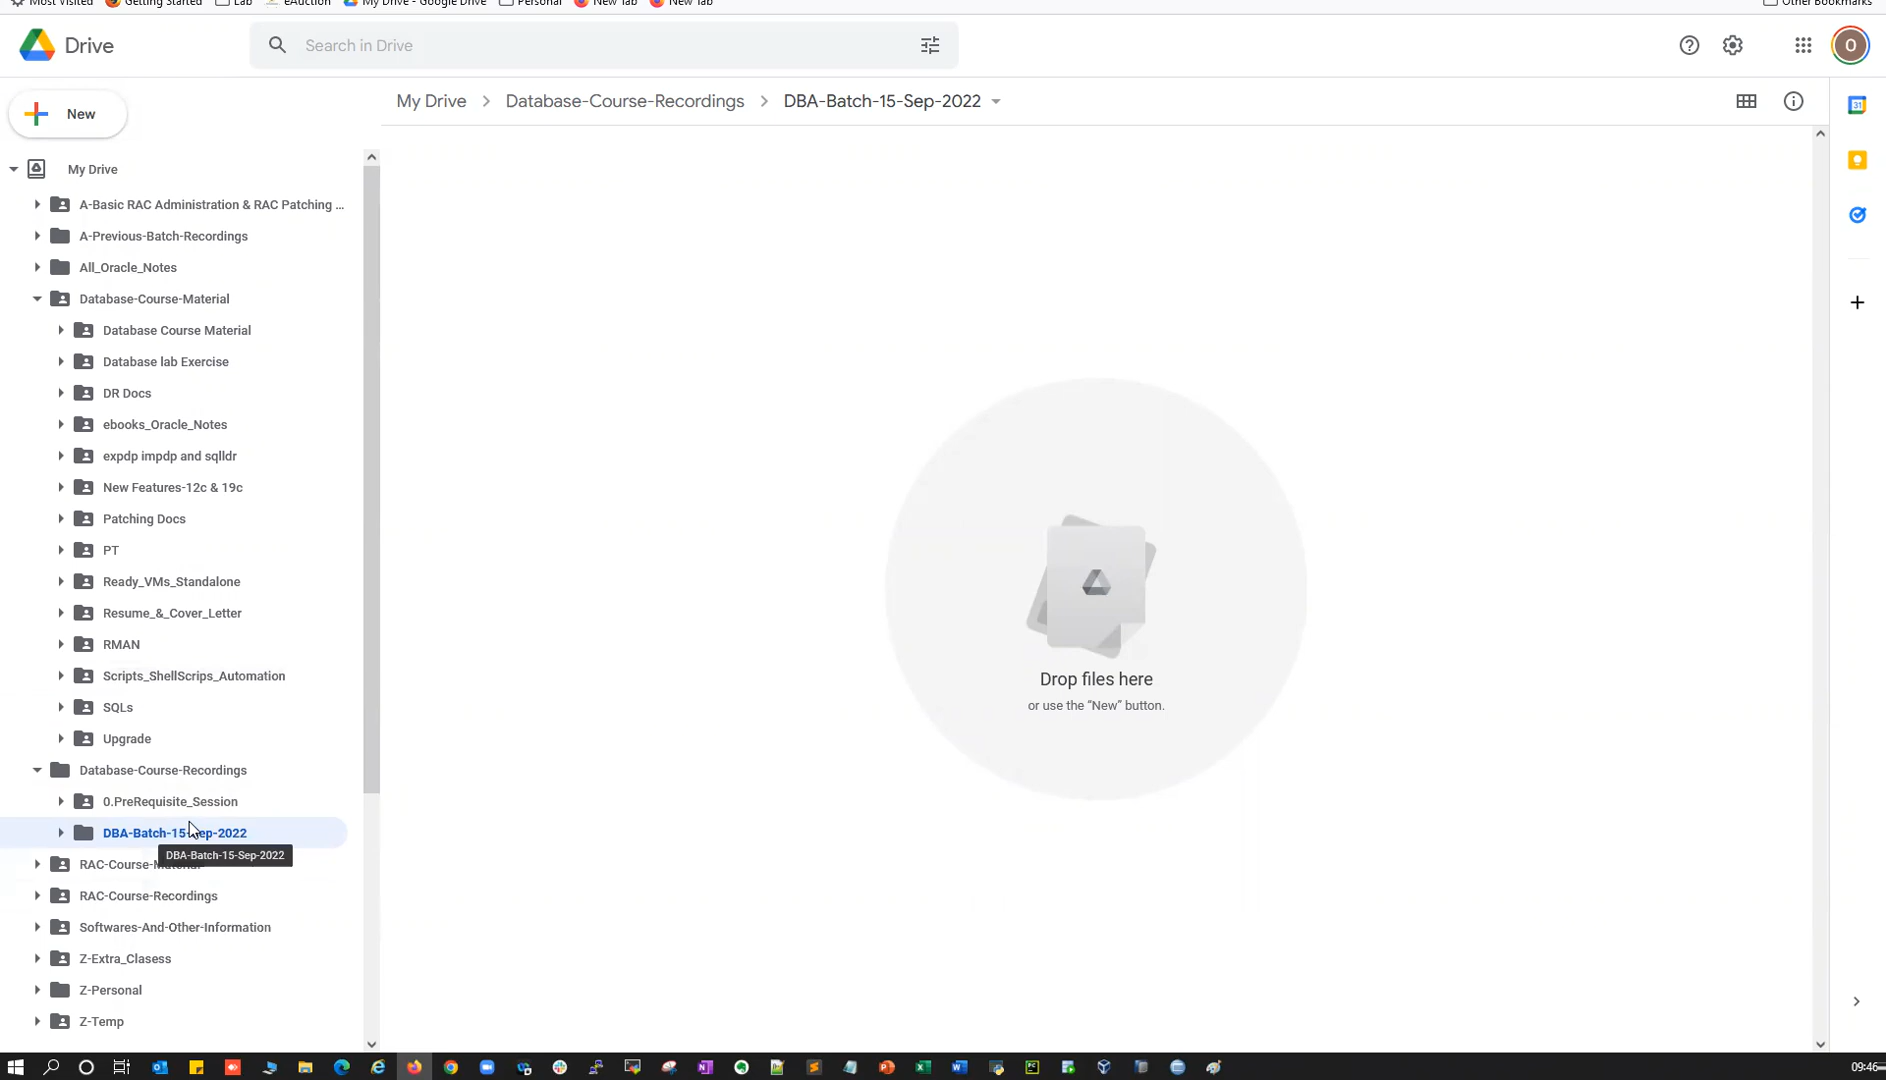 Most Visited
Getting Started
Lab
eAuction
My Drive - Google Drive
Personal
New Tab
New Tab
Other Bookmarks
Drive
Search in Drive
O
New
My Drive
Database-Course-Recordings
DBA-Batch-15-Sep-2022
31
My Drive
A-Basic RAC Administration & RAC Patching ...
A-Previous-Batch-Recordings
All_Oracle_Notes
Database-Course-Material
Database Course Material
Database lab Exercise
DR Docs
ebooks_Oracle_Notes
expdp impdp and sqlldr
New Features-12c & 19c
Patching Docs
PT
Ready_VMs_Standalone
Resume_&_Cover_Letter
RMAN
Scripts_ShellScrips_Automation
SQLs
Upgrade
Database-Course-Recordings
0.PreRequisite_Session
DBA-Batch-15-Sep-2022
DBA-Batch-15-Sep-2022
RAC-Course-Material
RAC-Course-Recordings
Softwares-And-Other-Information
Z-Extra_Clasess
Z-Personal
Z-Temp
Drop files here
or use the “New” button.
09:46